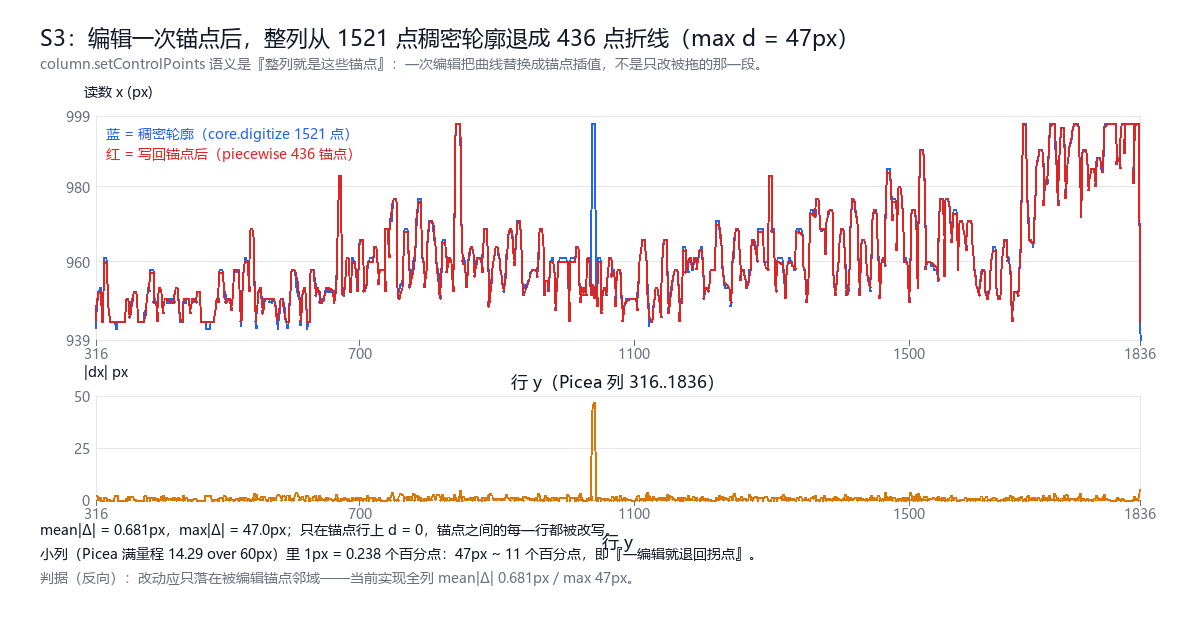 S3：编辑一次锚点后，整列从 1521 点稠密轮廓退成 436 点折线（max d = 47px）
column.setControlPoints 语义是『整列就是这些锚点』：一次编辑把曲线替换成锚点插值，不是只改被拖的那一段。
读数 x (px)
999
蓝 = 稠密轮廓（core.digitize 1521 点）
红 = 写回锚点后（piecewise 436 锚点）
980
960
939
316 700 1100 1500 1836
|dx| px
行 y（Picea 列 316..1836）
50
25
0
316 700 1100 1500 1836
mean|Δ| = 0.681px，max|Δ| = 47.0px；只在锚点行上 d = 0，锚点之间的每一行都被改写。
行 y
小列（Picea 满量程 14.29 over 60px）里 1px = 0.238 个百分点：47px ~ 11 个百分点，即『一编辑就退回拐点』。
判据（反向）：改动应只落在被编辑锚点邻域——当前实现全列 mean|Δ| 0.681px / max 47px。